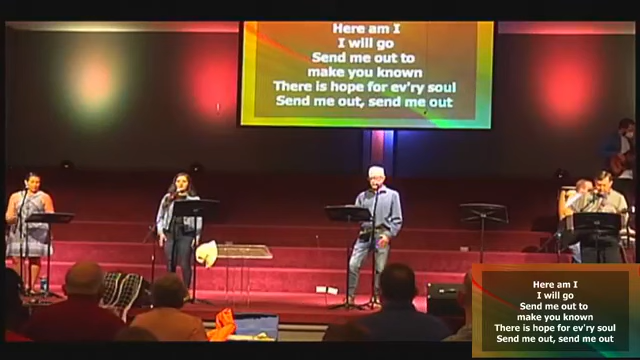 Here am I
I will go
Send me out to
make you known
There is hope for ev'ry soul
Send me out, send me out
Here am I
I will go
Send me out to
make you known
There is hope for ev'ry soul
Send me out, send me out